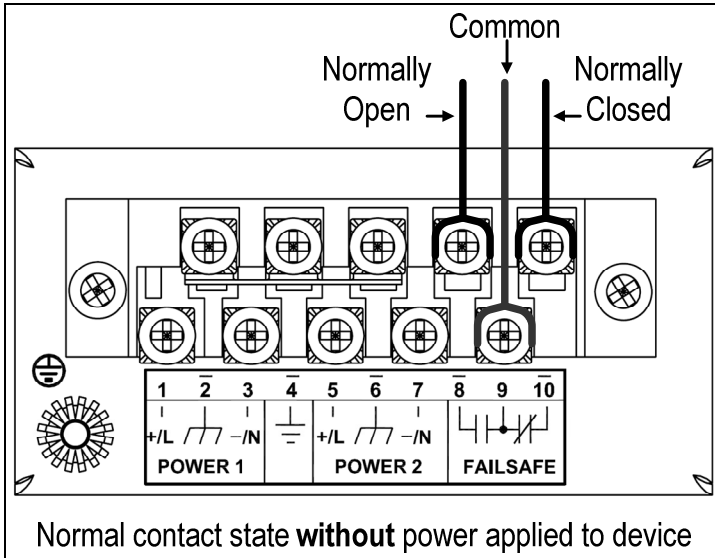 Common
Normally Normally
Open Closed
1 2 3 4 5 6 7 8 9 10
+/L −/N +/L −/N
POWER 1 POWER 2 FAILSAFE
Normal contact state without power applied to device